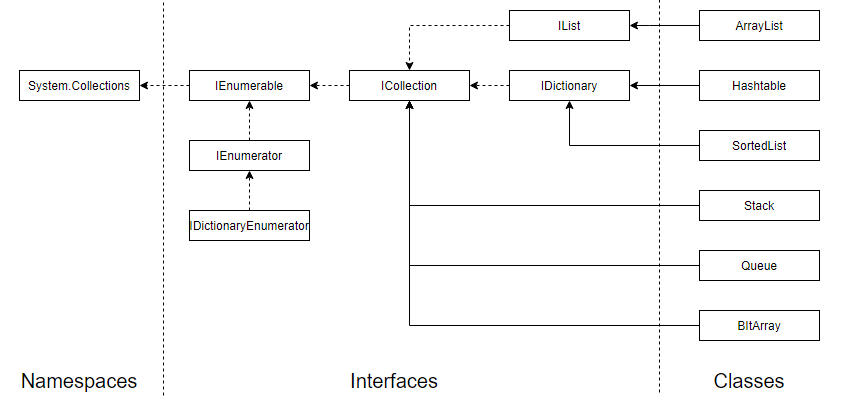 IList
ArrayList
System.Collections
IEnumerable
ICollection
IDictionary
Hashtable
IEnumerator
SortedList
IDictionaryEnumerator
Stack
Queue
BItArray
Namespaces
Interfaces
Classes